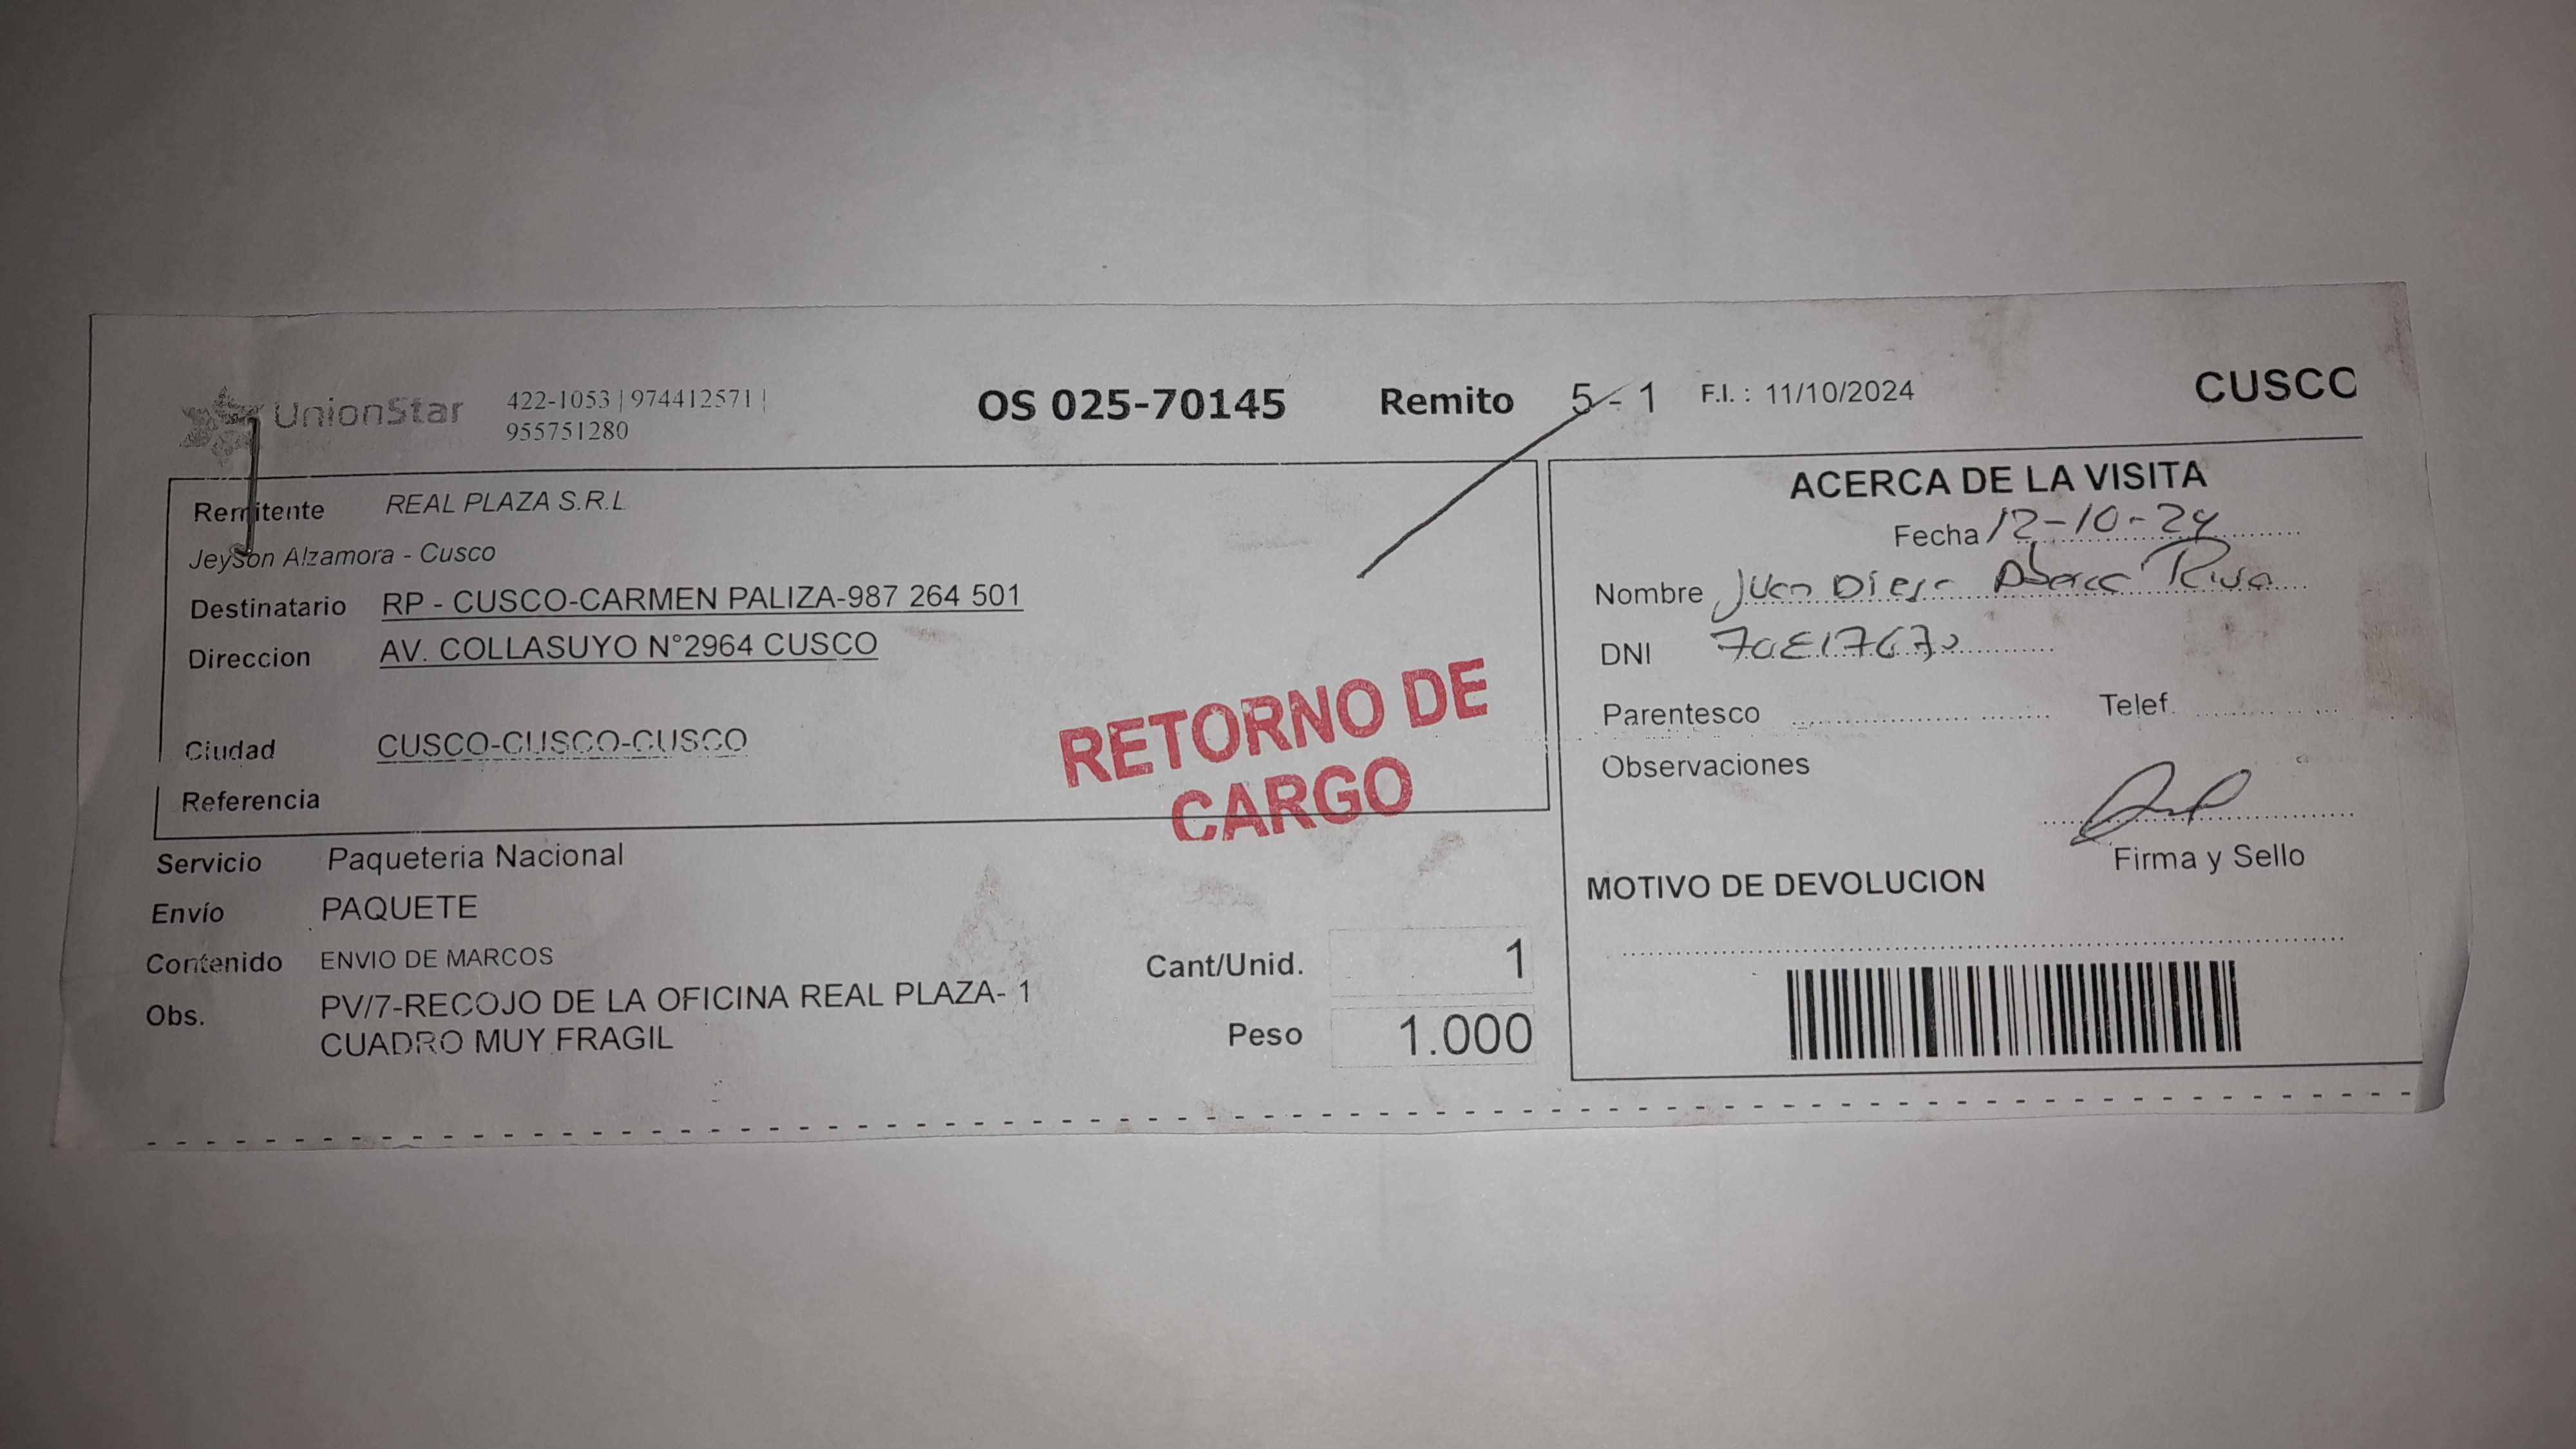 UnionStar
422-1053 | 974412571 |
955751280
OS 025-70145 Remito 5 - 1 F.I. : 11/10/2024
CUSCO
Remitente REAL PLAZA S.R.L
Jeyson Alzamora - Cusco
Destinatario RP - CUSCO-CARMEN PALIZA-987 264 501
Direccion AV. COLLASUYO N°2964 CUSCO
Ciudad CUSCO-CUSCO-CUSCO
Referencia
RETORNO DE
CARGO
Servicio Paqueteria Nacional
Envío PAQUETE
Contenido ENVIO DE MARCOS
Obs. PV/7-RECOJO DE LA OFICINA REAL PLAZA- 1
CUADRO MUY FRAGIL
Cant/Unid. 1
Peso 1.000
ACERCA DE LA VISITA
Fecha 12-10-24
Nombre Juan Diego
DNI
Parentesco Telef.
Observaciones
Firma y Sello
MOTIVO DE DEVOLUCION